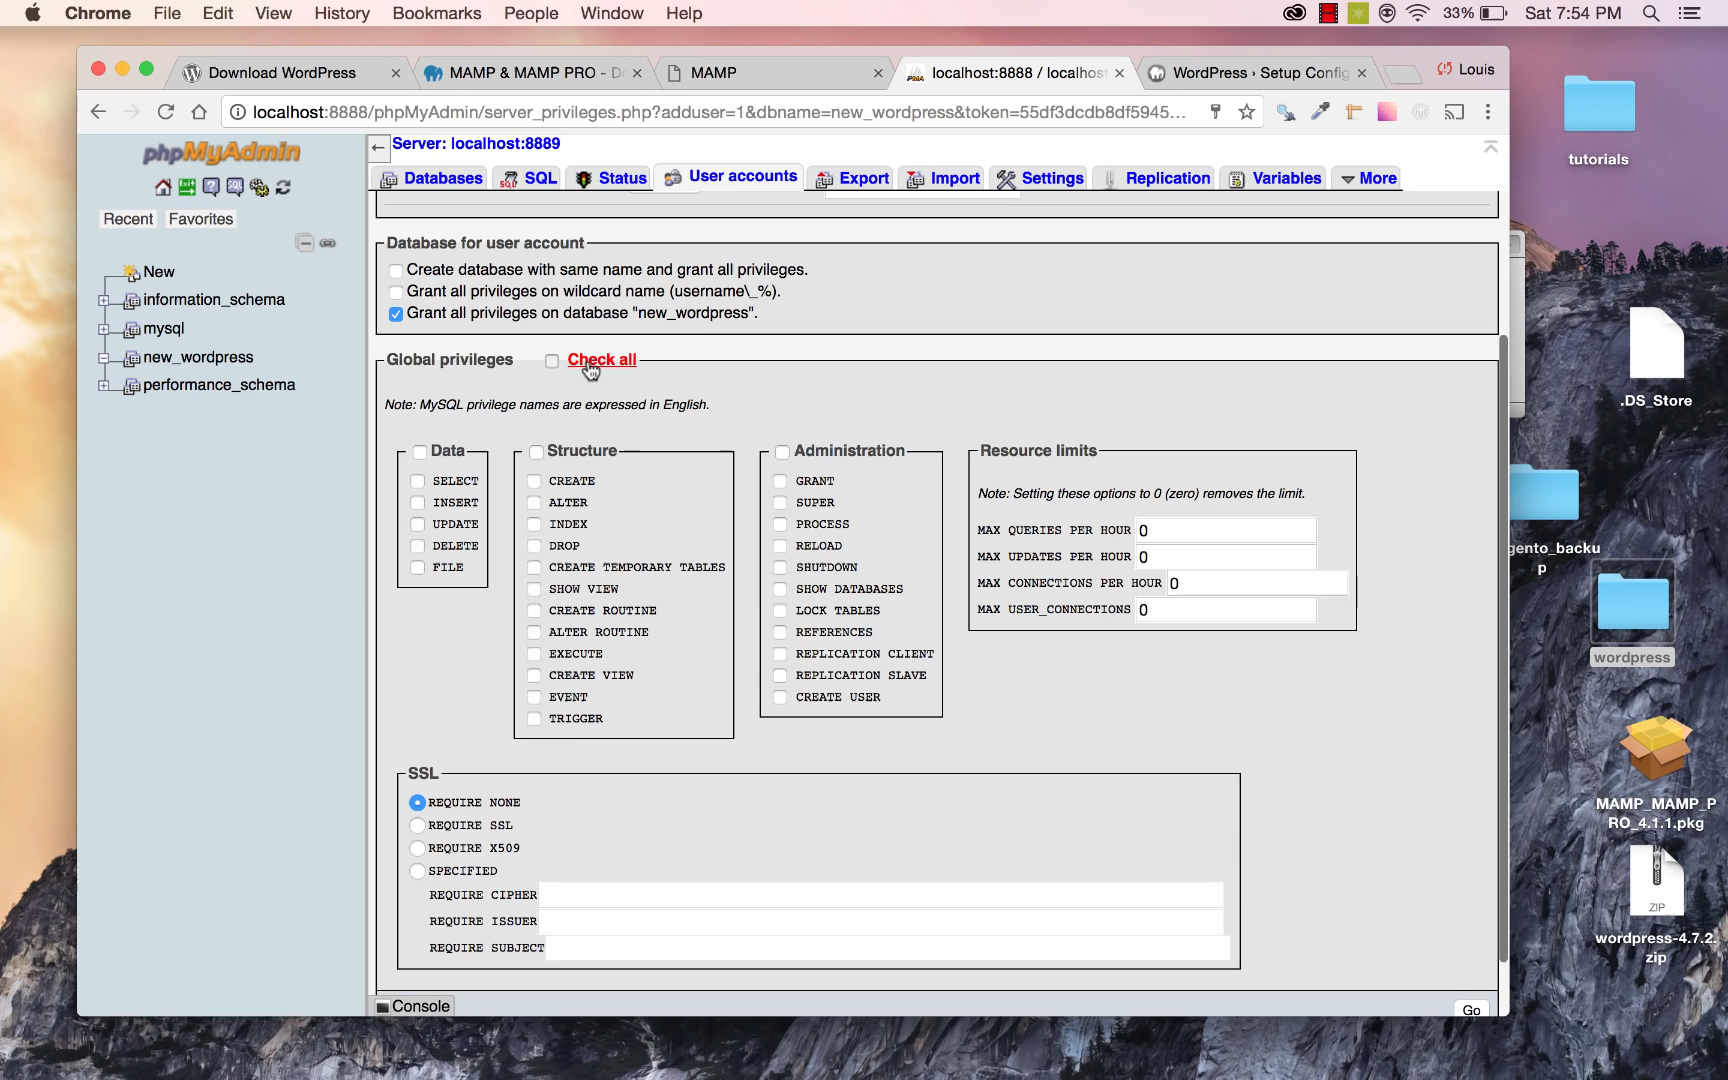 Chrome File Edit View History Bookmarks People Window Help 33% Sat 7:54 PM
Download WordPress
MAMP & MAMP PRO - Do
MAMP
localhost:8888 / localhost
WordPress › Setup Config
Louis
localhost:8888/phpMyAdmin/server_privileges.php?adduser=1&dbname=new_wordpress&token=55df3dcdb8df5945...
phpMyAdmin
Recent Favorites
New
information_schema
mysql
new_wordpress
performance_schema
Server: localhost:8889
Databases SQL Status User accounts Export Import Settings Replication Variables More
Database for user account
Create database with same name and grant all privileges.
Grant all privileges on wildcard name (username\_%).
Grant all privileges on database "new_wordpress".
Global privileges Check all
Note: MySQL privilege names are expressed in English.
Data
SELECT
INSERT
UPDATE
DELETE
FILE
Structure
CREATE
ALTER
INDEX
DROP
CREATE TEMPORARY TABLES
SHOW VIEW
CREATE ROUTINE
ALTER ROUTINE
EXECUTE
CREATE VIEW
EVENT
TRIGGER
Administration
GRANT
SUPER
PROCESS
RELOAD
SHUTDOWN
SHOW DATABASES
LOCK TABLES
REFERENCES
REPLICATION CLIENT
REPLICATION SLAVE
CREATE USER
Resource limits
Note: Setting these options to 0 (zero) removes the limit.
MAX QUERIES PER HOUR 0
MAX UPDATES PER HOUR 0
MAX CONNECTIONS PER HOUR 0
MAX USER_CONNECTIONS 0
SSL
REQUIRE NONE
REQUIRE SSL
REQUIRE X509
SPECIFIED
REQUIRE CIPHER
REQUIRE ISSUER
REQUIRE SUBJECT
Console
Go
tutorials
.DS_Store
gento_backu
p
wordpress
MAMP_MAMP_P
RO_4.1.1.pkg
ZIP
wordpress-4.7.2.
zip